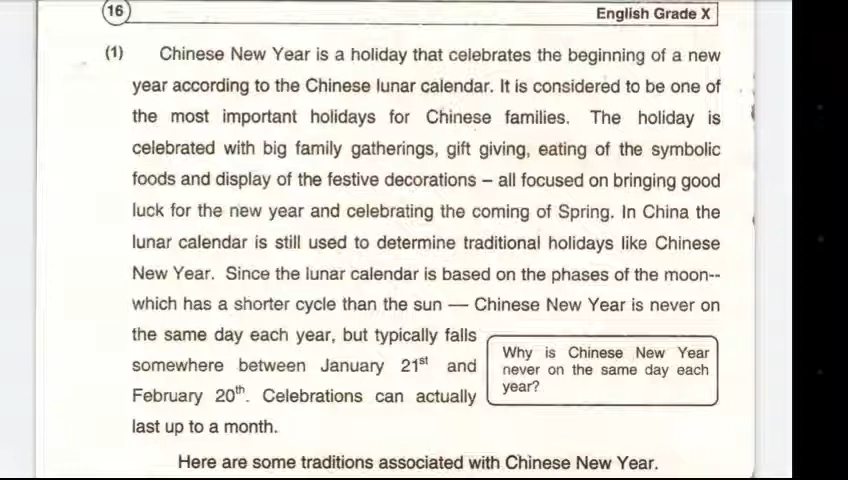 16
English Grade X
(1) Chinese New Year is a holiday that celebrates the beginning of a new
year according to the Chinese lunar calendar. It is considered to be one of
the most important holidays for Chinese families. The holiday is
celebrated with big family gatherings, gift giving, eating of the symbolic
foods and display of the festive decorations – all focused on bringing good
luck for the new year and celebrating the coming of Spring. In China the
lunar calendar is still used to determine traditional holidays like Chinese
New Year. Since the lunar calendar is based on the phases of the moon--
which has a shorter cycle than the sun — Chinese New Year is never on
the same day each year, but typically falls
somewhere between January 21st and
February 20th. Celebrations can actually
last up to a month.
Why is Chinese New Year
never on the same day each
year?
Here are some traditions associated with Chinese New Year.